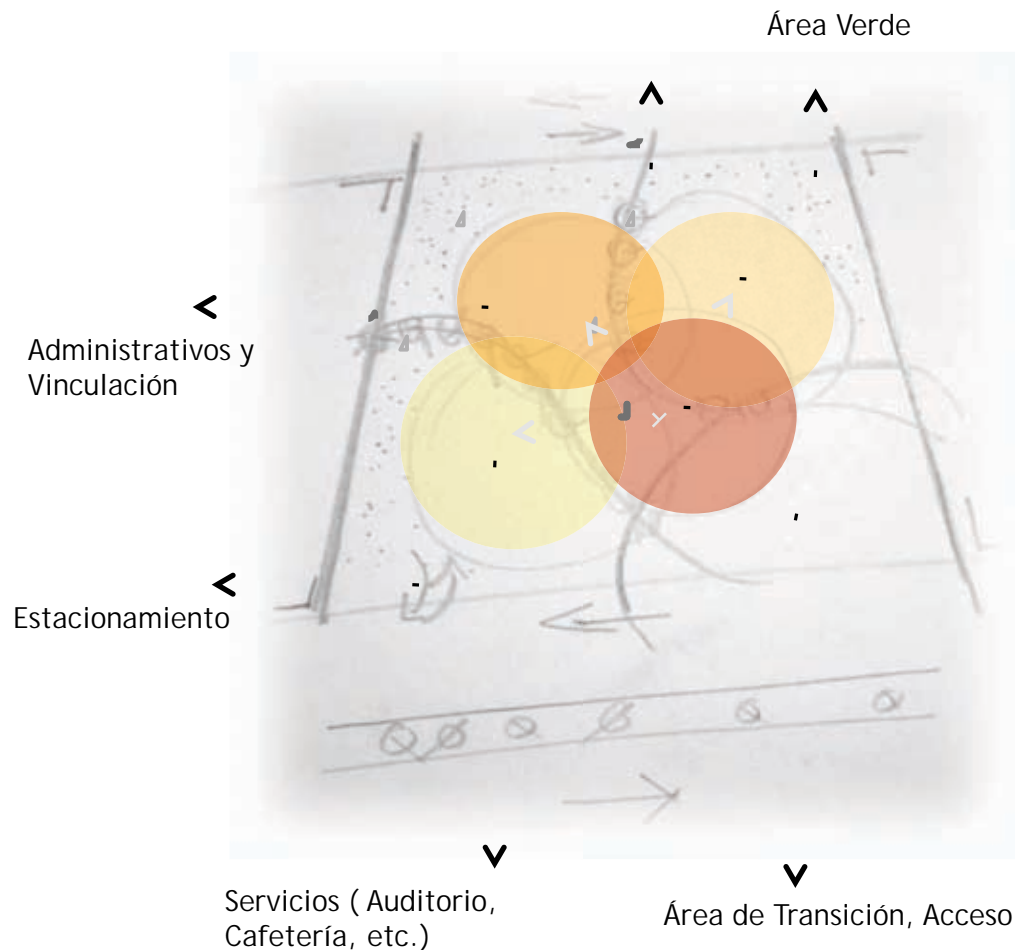 Área Verde
Administrativos y
Vinculación
Estacionamiento
Servicios ( Auditorio,
Cafetería, etc.)
Área de Transición, Acceso